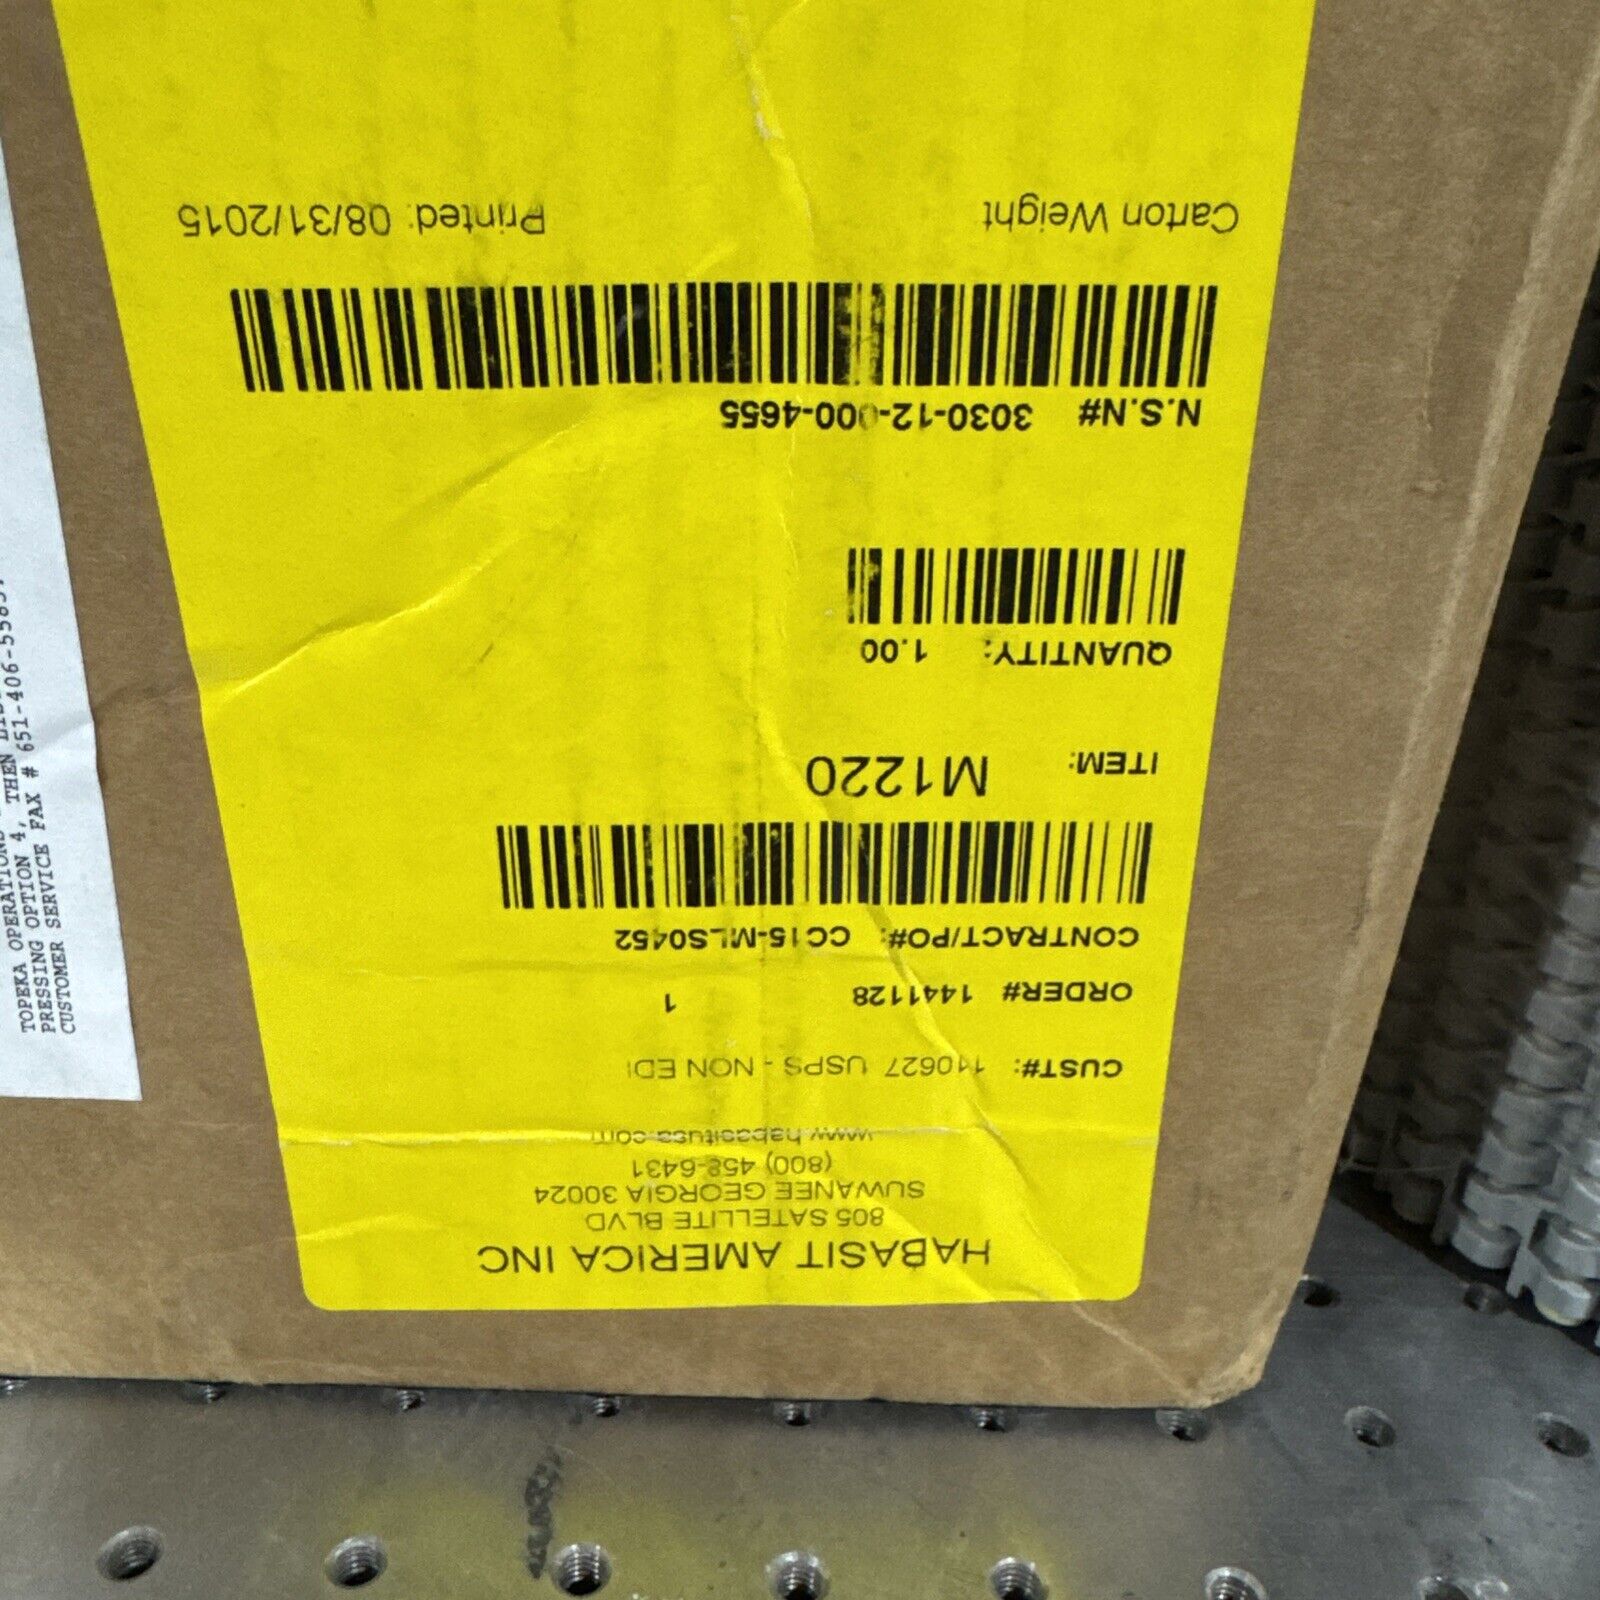 HABASIT AMERICA INC
805 SATELLITE BLVD
SUWANEE GEORGIA 30024
(800) 458-6431
www.habasitusa.com
CUST#: 110627 USPS - NON EDI
ORDER# 1441128 1
CONTRACT/PO#: CC15-MLS0452
ITEM: M1220
QUANTITY: 1.00
N.S.N# 3030-12-000-4655
Carton Weight Printed: 08/31/2015
TOPEKA OPERATIONS
PRESSING OPTION 4, THEN
CUSTOMER SERVICE FAX # 651-406-5583.